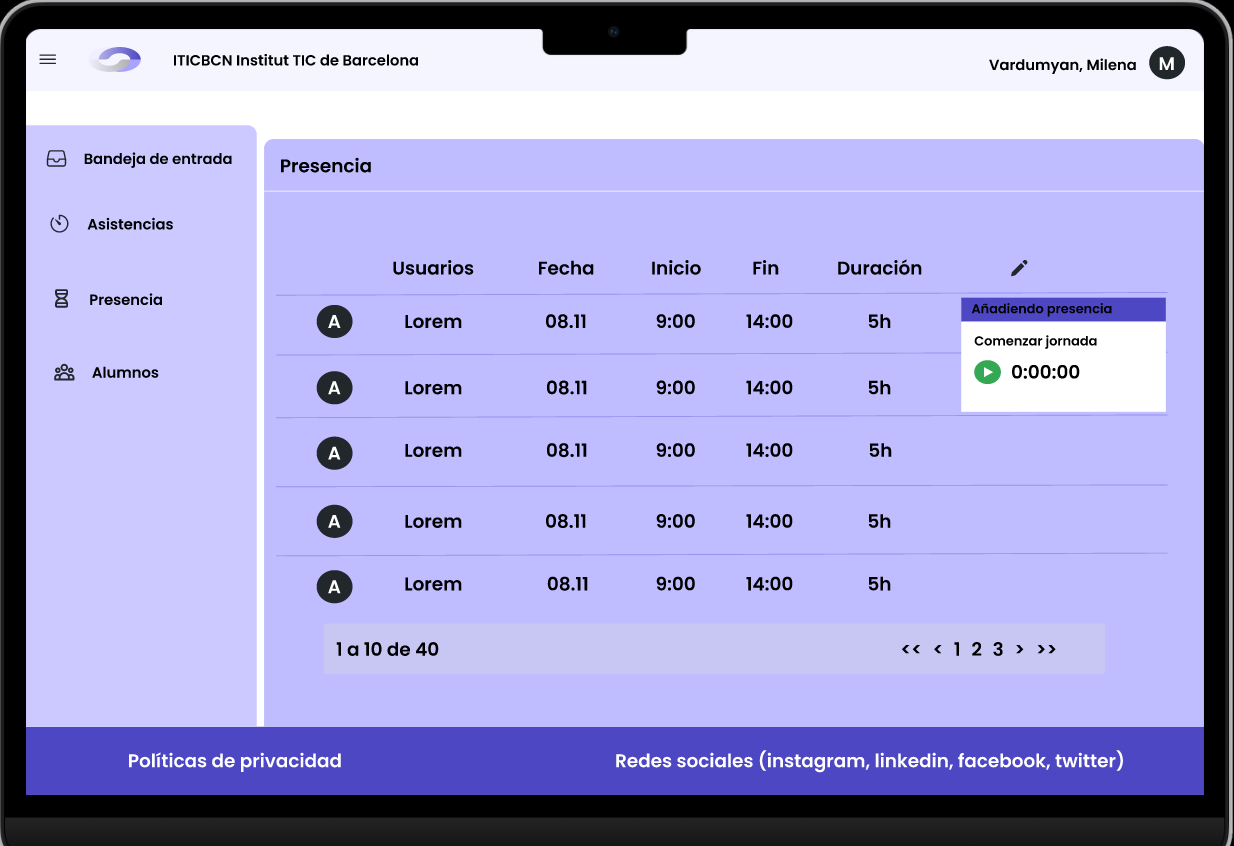 ITICBCN Institut TIC de Barcelona
Vardumyan, Milena M
Bandeja de entrada
Asistencias
Presencia
Alumnos
Presencia
Usuarios Fecha Inicio Fin Duración
A Lorem 08.11 9:00 14:00 5h
A Lorem 08.11 9:00 14:00 5h
A Lorem 08.11 9:00 14:00 5h
A Lorem 08.11 9:00 14:00 5h
A Lorem 08.11 9:00 14:00 5h
Añadiendo presencia
Comenzar jornada
0:00:00
1 a 10 de 40 << < 1 2 3 > >>
Políticas de privacidad
Redes sociales (instagram, linkedin, facebook, twitter)